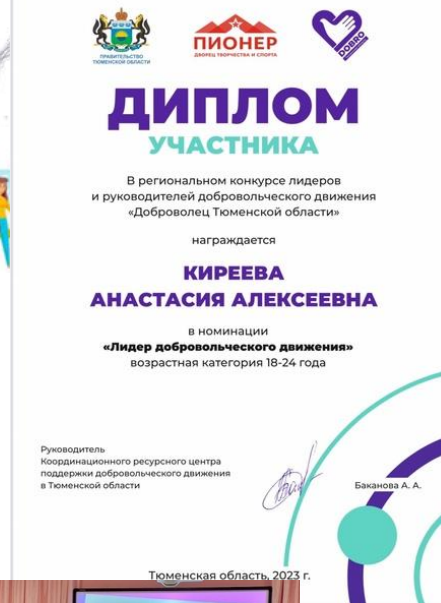 ПРАВИТЕЛЬСТВО
ТЮМЕНСКОЙ ОБЛАСТИ
ПИОНЕР
ДВОРЕЦ ТВОРЧЕСТВА И СПОРТА
DOBRO
ДИПЛОМ
УЧАСТНИКА
В региональном конкурсе лидеров
и руководителей добровольческого движения
«Доброволец Тюменской области»
награждается
КИРЕЕВА
АНАСТАСИЯ АЛЕКСЕЕВНА
в номинации
«Лидер добровольческого движения»
возрастная категория 18-24 года
Руководитель
Координационного ресурсного центра
поддержки добровольческого движения
в Тюменской области
Баканова А. А.
Тюменская область, 2023 г.